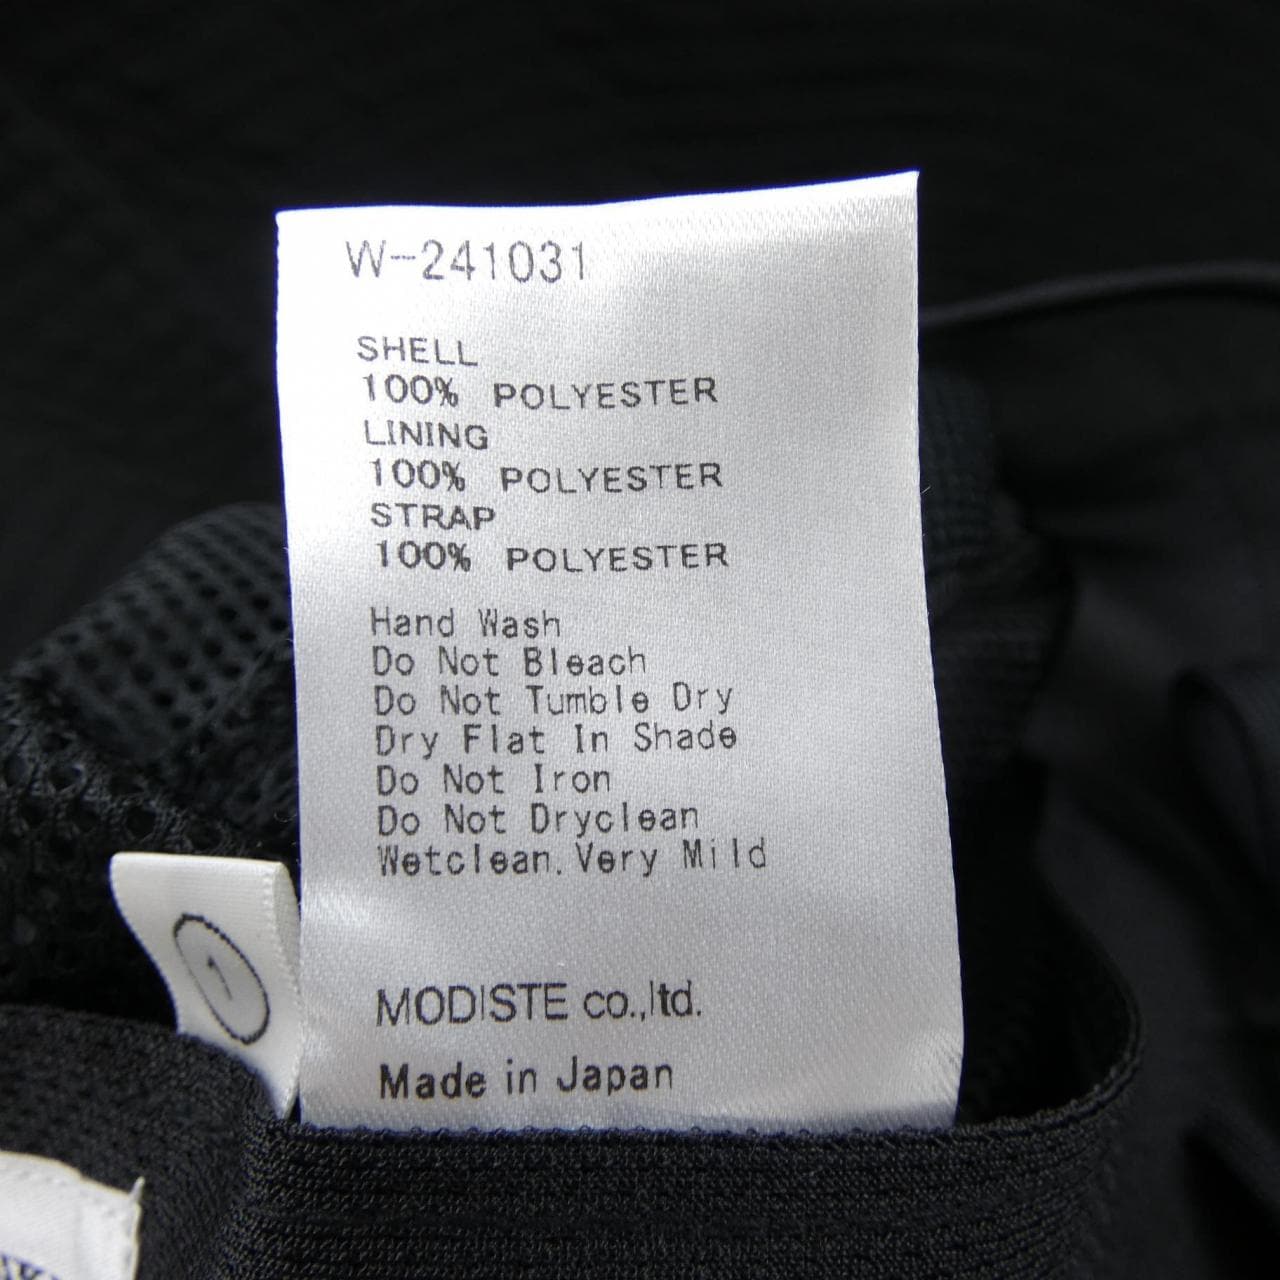 W-241031
SHELL
100% POLYESTER
LINING
100% POLYESTER
STRAP
100% POLYESTER
Hand Wash
Do Not Bleach
Do Not Tumble Dry
Dry Flat In Shade
Do Not Iron
Do Not Dryclean
Wetclean.Very Mild
MODISTE co.,ltd.
Made in Japan
1